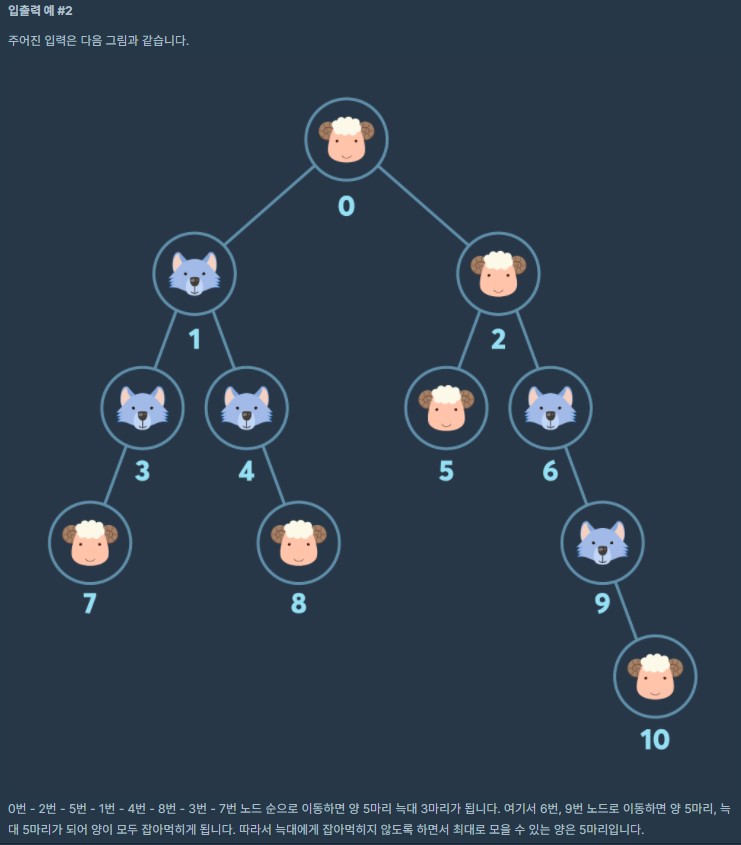 입출력 예 #2
주어진 입력은 다음 그림과 같습니다.
0
1
2
3
4
5
6
7
8
9
10
0번 - 2번 - 5번 - 1번 - 4번 - 8번 - 3번 - 7번 노드 순으로 이동하면 양 5마리 늑대 3마리가 됩니다. 여기서 6번, 9번 노드로 이동하면 양 5마리, 늑
대 5마리가 되어 양이 모두 잡아먹히게 됩니다. 따라서 늑대에게 잡아먹히지 않도록 하면서 최대로 모을 수 있는 양은 5마리입니다.